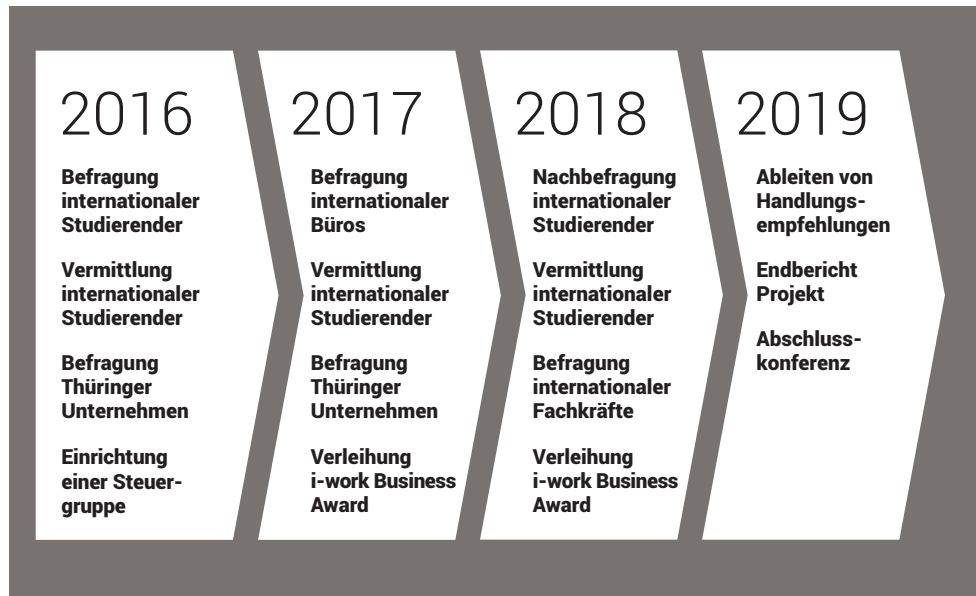 2016
Befragung
internationaler
Studierender
Vermittlung
internationaler
Studierender
Befragung
Thüringer
Unternehmen
Einrichtung
einer Steuer-
gruppe
2017
Befragung
internationaler
Büros
Vermittlung
internationaler
Studierender
Befragung
Thüringer
Unternehmen
Verleihung
i-work Business
Award
2018
Nachbefragung
internationaler
Studierender
Vermittlung
internationaler
Studierender
Befragung
internationaler
Fachkräfte
Verleihung
i-work Business
Award
2019
Ableiten von
Handlungs-
empfehlungen
Endbericht
Projekt
Abschluss-
konferenz